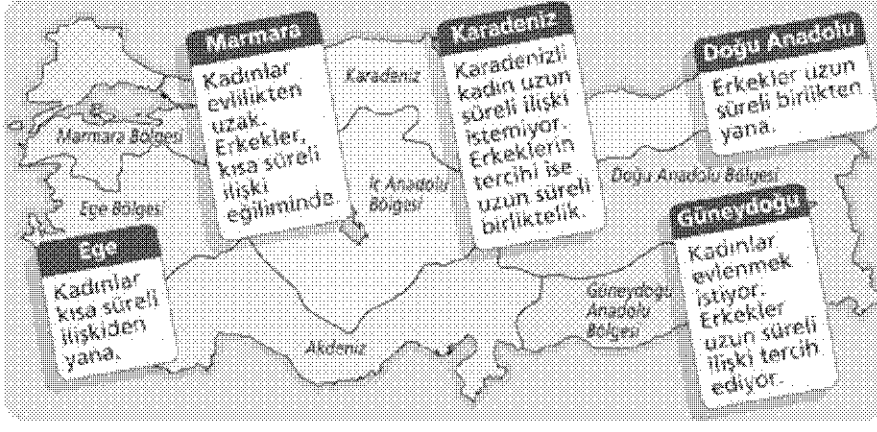 Marmara
Kadınlar
evlilikten
uzak.
Erkekler,
kısa süreli
ilişki
eğiliminde.
Karadeniz
Karadenizli
kadın uzun
süreli ilişki
istemiyor.
Erkeklerin
tercihi ise
uzun süreli
birliktelik.
Doğu Anadolu
Erkekler uzun
süreli birlikten
yana.
Ege
Kadınlar
kısa süreli
ilişkiden
yana.
Güneydoğu
Kadınlar
evlenmek
istiyor.
Erkekler
uzun süreli
ilişki tercih
ediyor.
Karadeniz
Marmara Bölgesi
Ege Bölgesi
İç Anadolu
Bölgesi
Doğu Anadolu Bölgesi
Güneydoğu
Anadolu
Bölgesi
Akdeniz